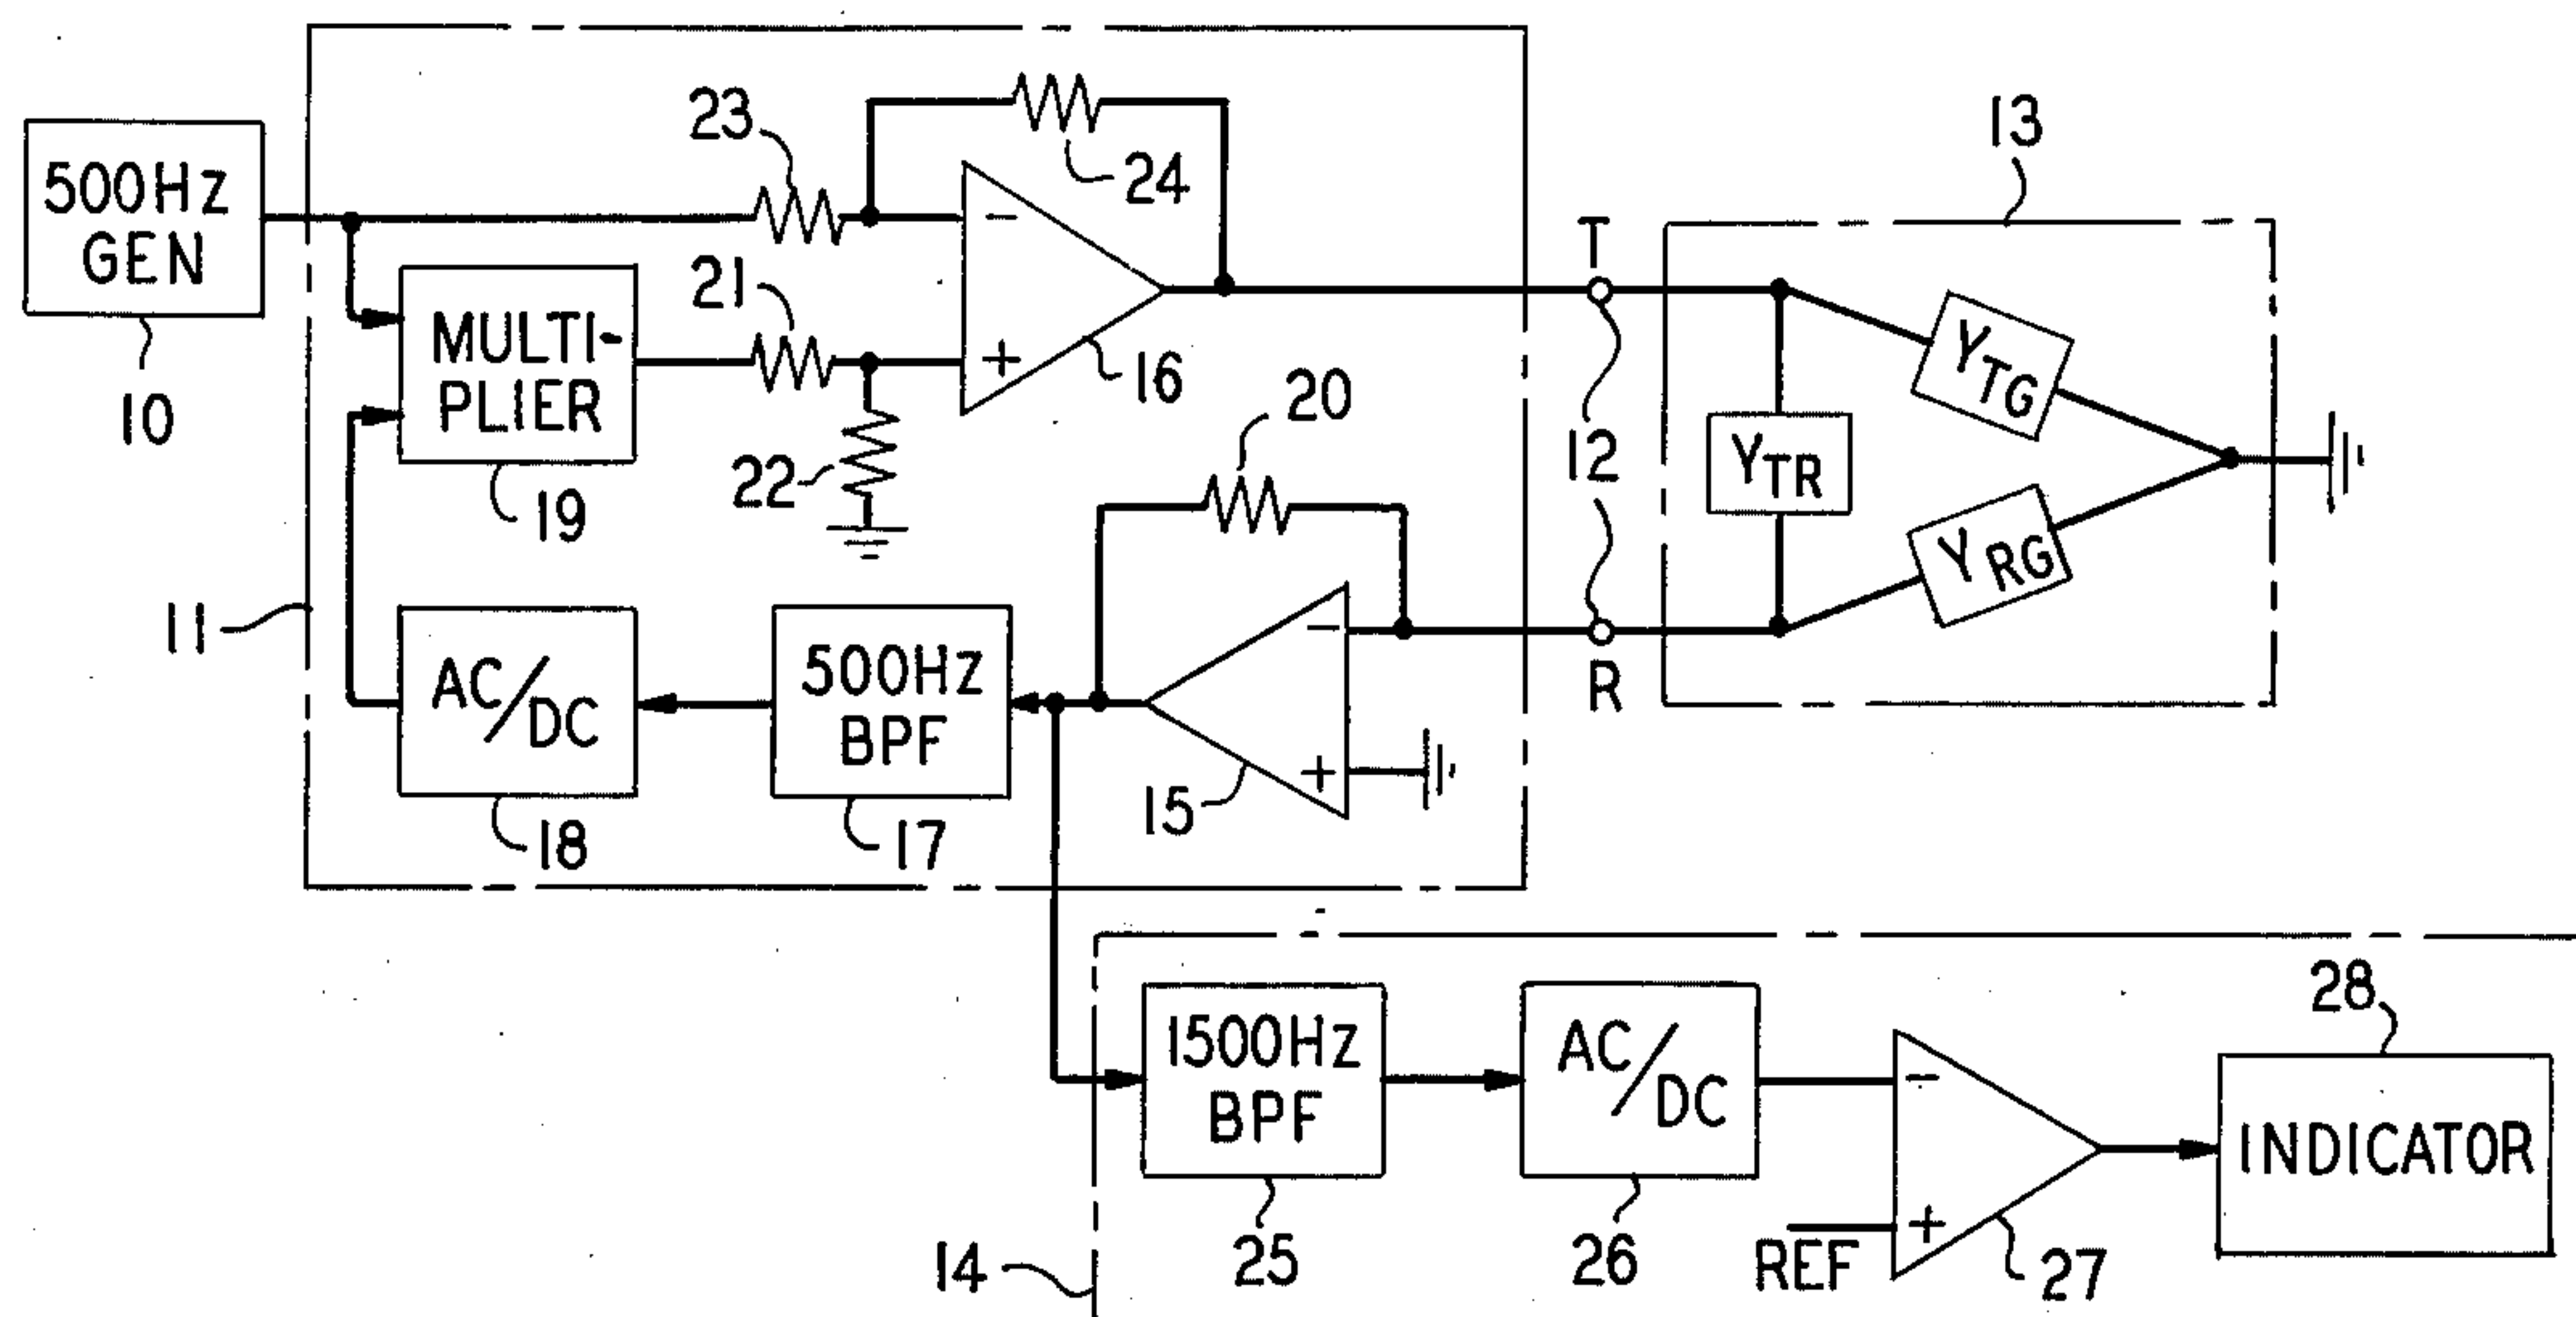 500Hz
GEN
10
11
MULTI-
PLIER
19
23
24
21
22
-
+
16
20
-
+
15
500Hz
BPF
17
AC/DC
18
T
12
R
13
YTG
YTR
YRG
14
1500Hz
BPF
25
AC/DC
26
-
+
REF
27
28
INDICATOR